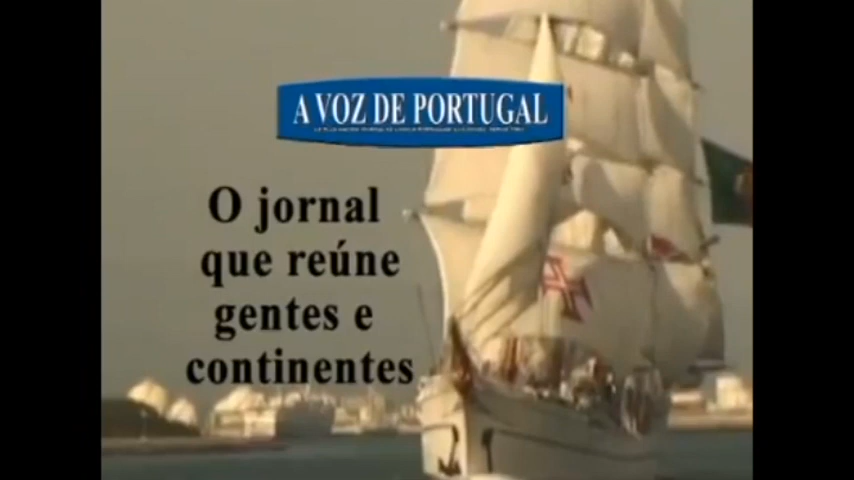 A VOZ DE PORTUGAL
O jornal
que reúne
gentes e
continentes